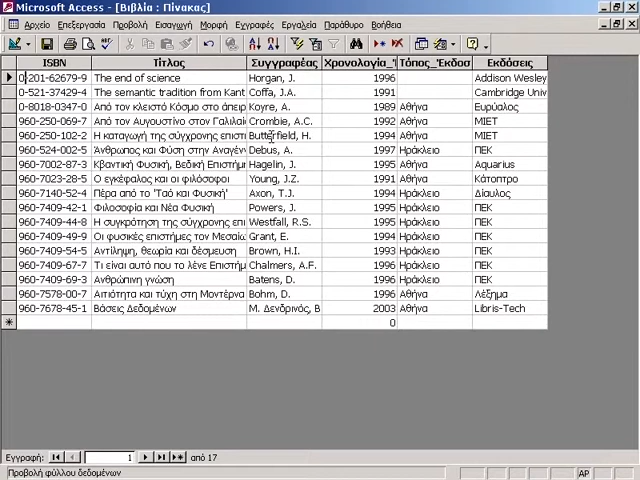 Microsoft Access - [Βιβλία : Πίνακας]
Αρχείο Επεξεργασία Προβολή Εισαγωγή Μορφή Εγγραφές Εργαλεία Παράθυρο Βοήθεια
ISBN Τίτλος Συγγραφέας Χρονολογία_'Ι Τόπος_'Εκδοσ Εκδόσεις
0-201-62679-9 The end of science Horgan, J. 1996 Addison Wesley
0-521-37429-4 The semantic tradition from Kant Coffa, J.A. 1991 Cambridge Univ
0-8018-0347-0 Από τον κλειστό Κόσμο στο άπειρ Koyre, A. 1989 Αθήνα Ευρύαλος
960-250-069-7 Από τον Αυγουστίνο στον Γαλιλαί Crombie, A.C. 1992 Αθήνα ΜΙΕΤ
960-250-102-2 Η καταγωγή της σύγχρονης επιστ Butterfield, H. 1994 Αθήνα ΜΙΕΤ
960-524-002-5 Άνθρωπος και Φύση στην Αναγέν Debus, A. 1997 Ηράκλειο ΠΕΚ
960-7002-87-3 Κβαντική Φυσική, Βεδική Επιστήμ Hagelin, J. 1995 Αθήνα Aquarius
960-7023-28-5 Ο εγκέφαλος και οι φιλόσοφοι Young, J.Z. 1991 Αθήνα Κάτοπτρο
960-7140-52-4 Πέρα από το 'Ταό και Φυσική' Axon, T.J. 1994 Ηράκλειο Δίαυλος
960-7409-42-1 Φιλοσοφία και Νέα Φυσική Powers, J. 1995 Ηράκλειο ΠΕΚ
960-7409-44-8 Η συγκρότηση της σύγχρονης επι Westfall, R.S. 1995 Ηράκλειο ΠΕΚ
960-7409-49-9 Οι φυσικές επιστήμες τον Μεσαίω Grant, E. 1994 Ηράκλειο ΠΕΚ
960-7409-54-5 Αντίληψη, θεωρία και δέσμευση Brown, H.I. 1993 Ηράκλειο ΠΕΚ
960-7409-67-7 Τι είναι αυτό που το λένε Επιστήμ Chalmers, A.F. 1996 Ηράκλειο ΠΕΚ
960-7409-69-3 Ανθρώπινη γνώση Batens, D. 1996 Ηράκλειο ΠΕΚ
960-7578-00-7 Αιτιότητα και τύχη στη Μοντέρνα Bohm, D. 1996 Αθήνα Λέξημα
960-7678-45-1 Βάσεις Δεδομένων Μ. Δενδρινός, Β 2003 Αθήνα Libris-Tech
0
Εγγραφή: 1 από 17
Προβολή φύλλου δεδομένων AP